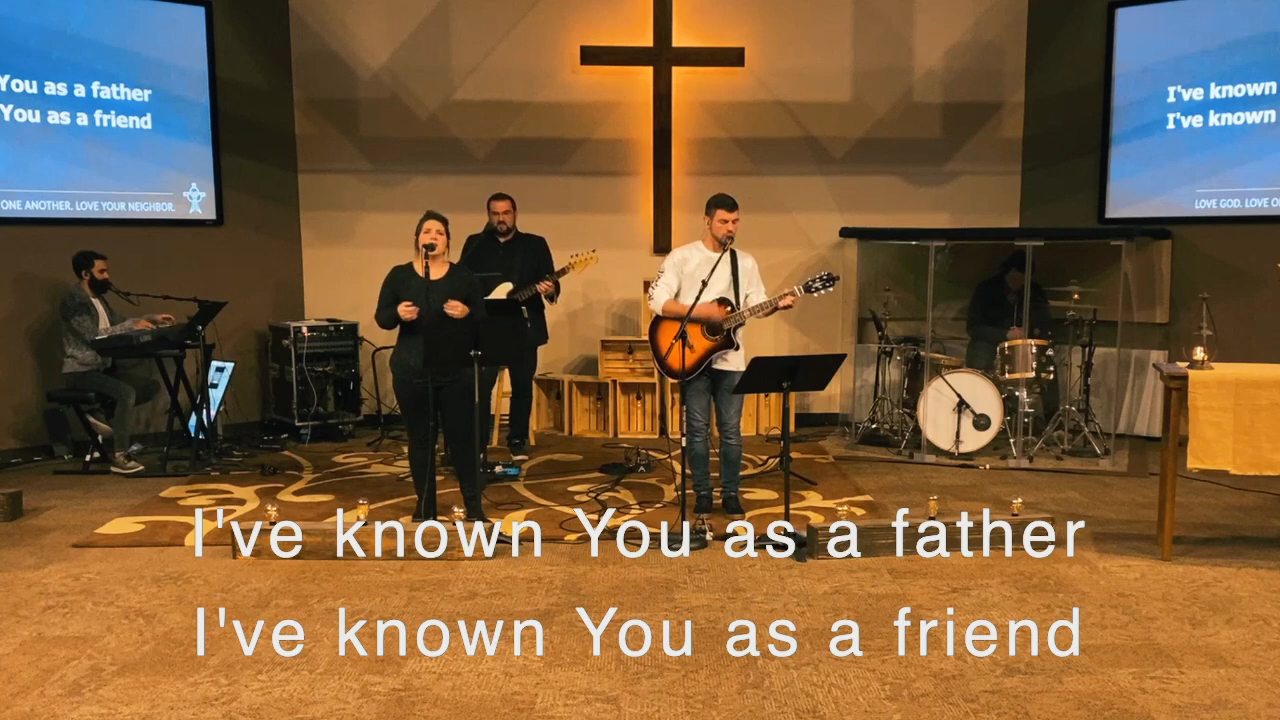 You as a father
You as a friend
ONE ANOTHER. LOVE YOUR NEIGHBOR.
I've known
I've known
LOVE GOD. LOVE
I've known You as a father
I've known You as a friend